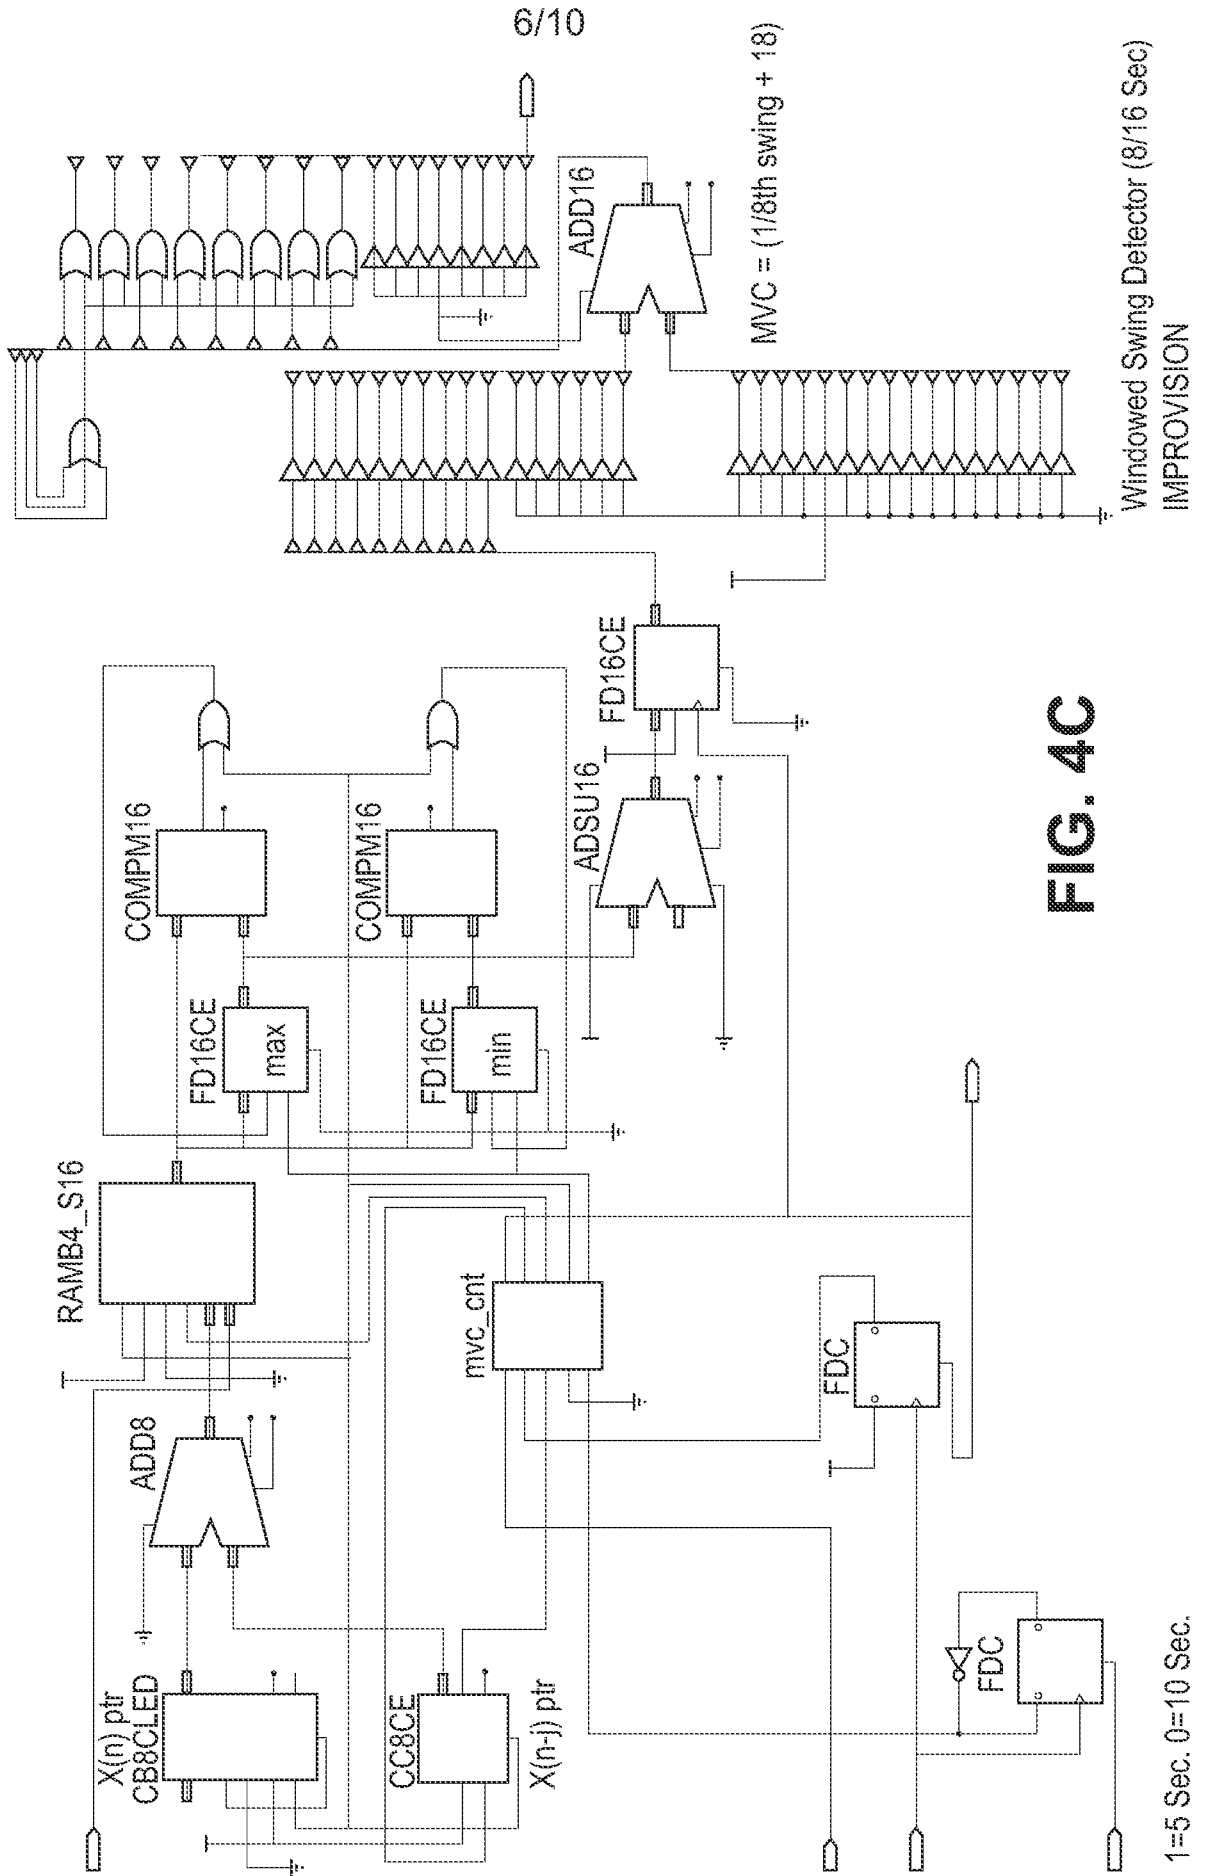 6/10
X(n) ptr
CB8CLED
ADD8
RAMB4_S16
FD16CE
max
COMPM16
CC8CE
X(n-j) ptr
FD16CE
min
COMPM16
mvc_cnt
ADSU16
FD16CE
ADD16
MVC = (1/8th swing + 18)
FDC
FDC
1=5 Sec. 0=10 Sec.
Windowed Swing Detector (8/16 Sec)
IMPROVISION
FIG. 4C